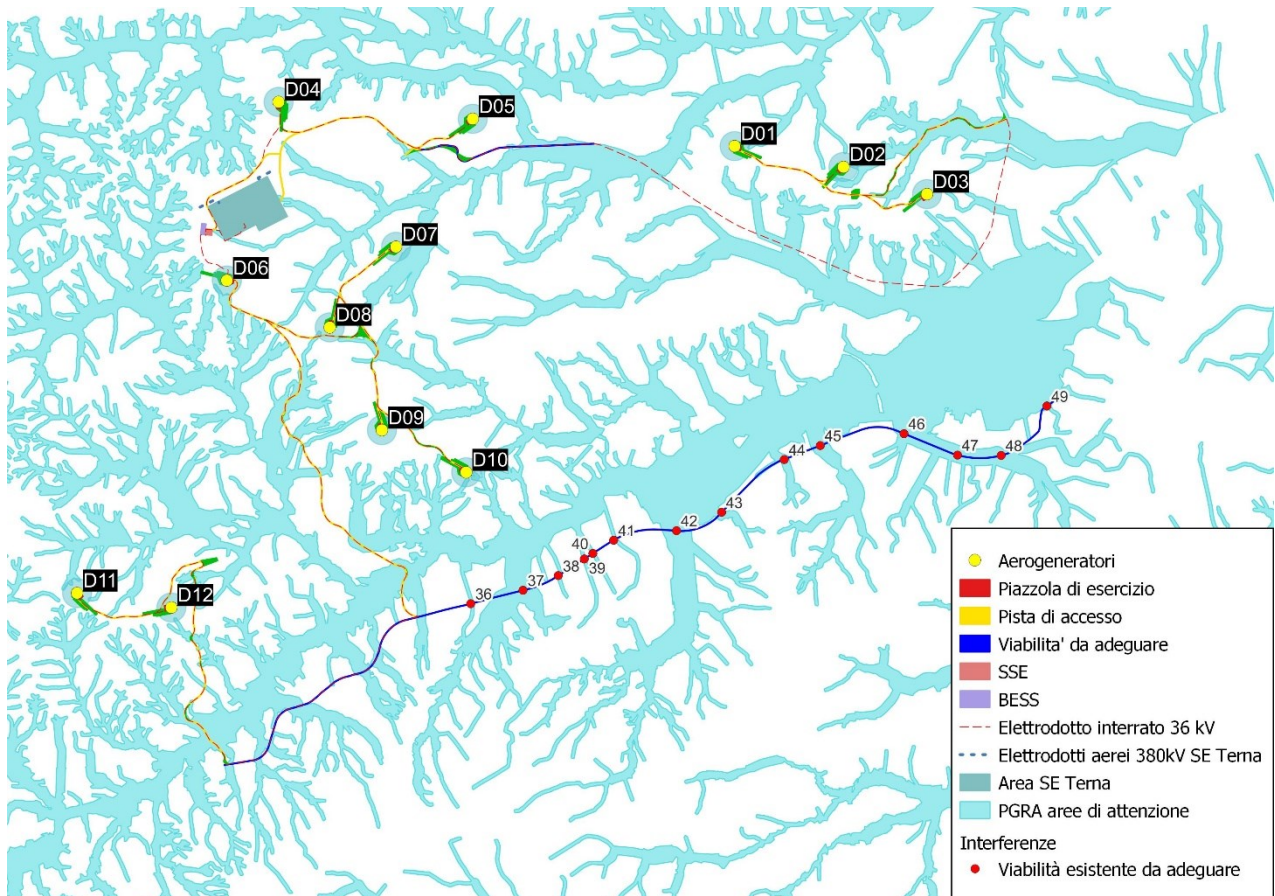 D04
D05
D01
D02
D03
D07
D06
D08
D09
D10
49
46
45
44
47
48
43
42
41
40
39
38
37
36
D11
D12
Aerogeneratori
Piazzola di esercizio
Pista di accesso
Viabilita' da adeguare
SSE
BESS
Elettrodotto interrato 36 kV
Elettrodotti aerei 380kV SE Terna
Area SE Terna
PGRA aree di attenzione
Interferenze
Viabilità esistente da adeguare